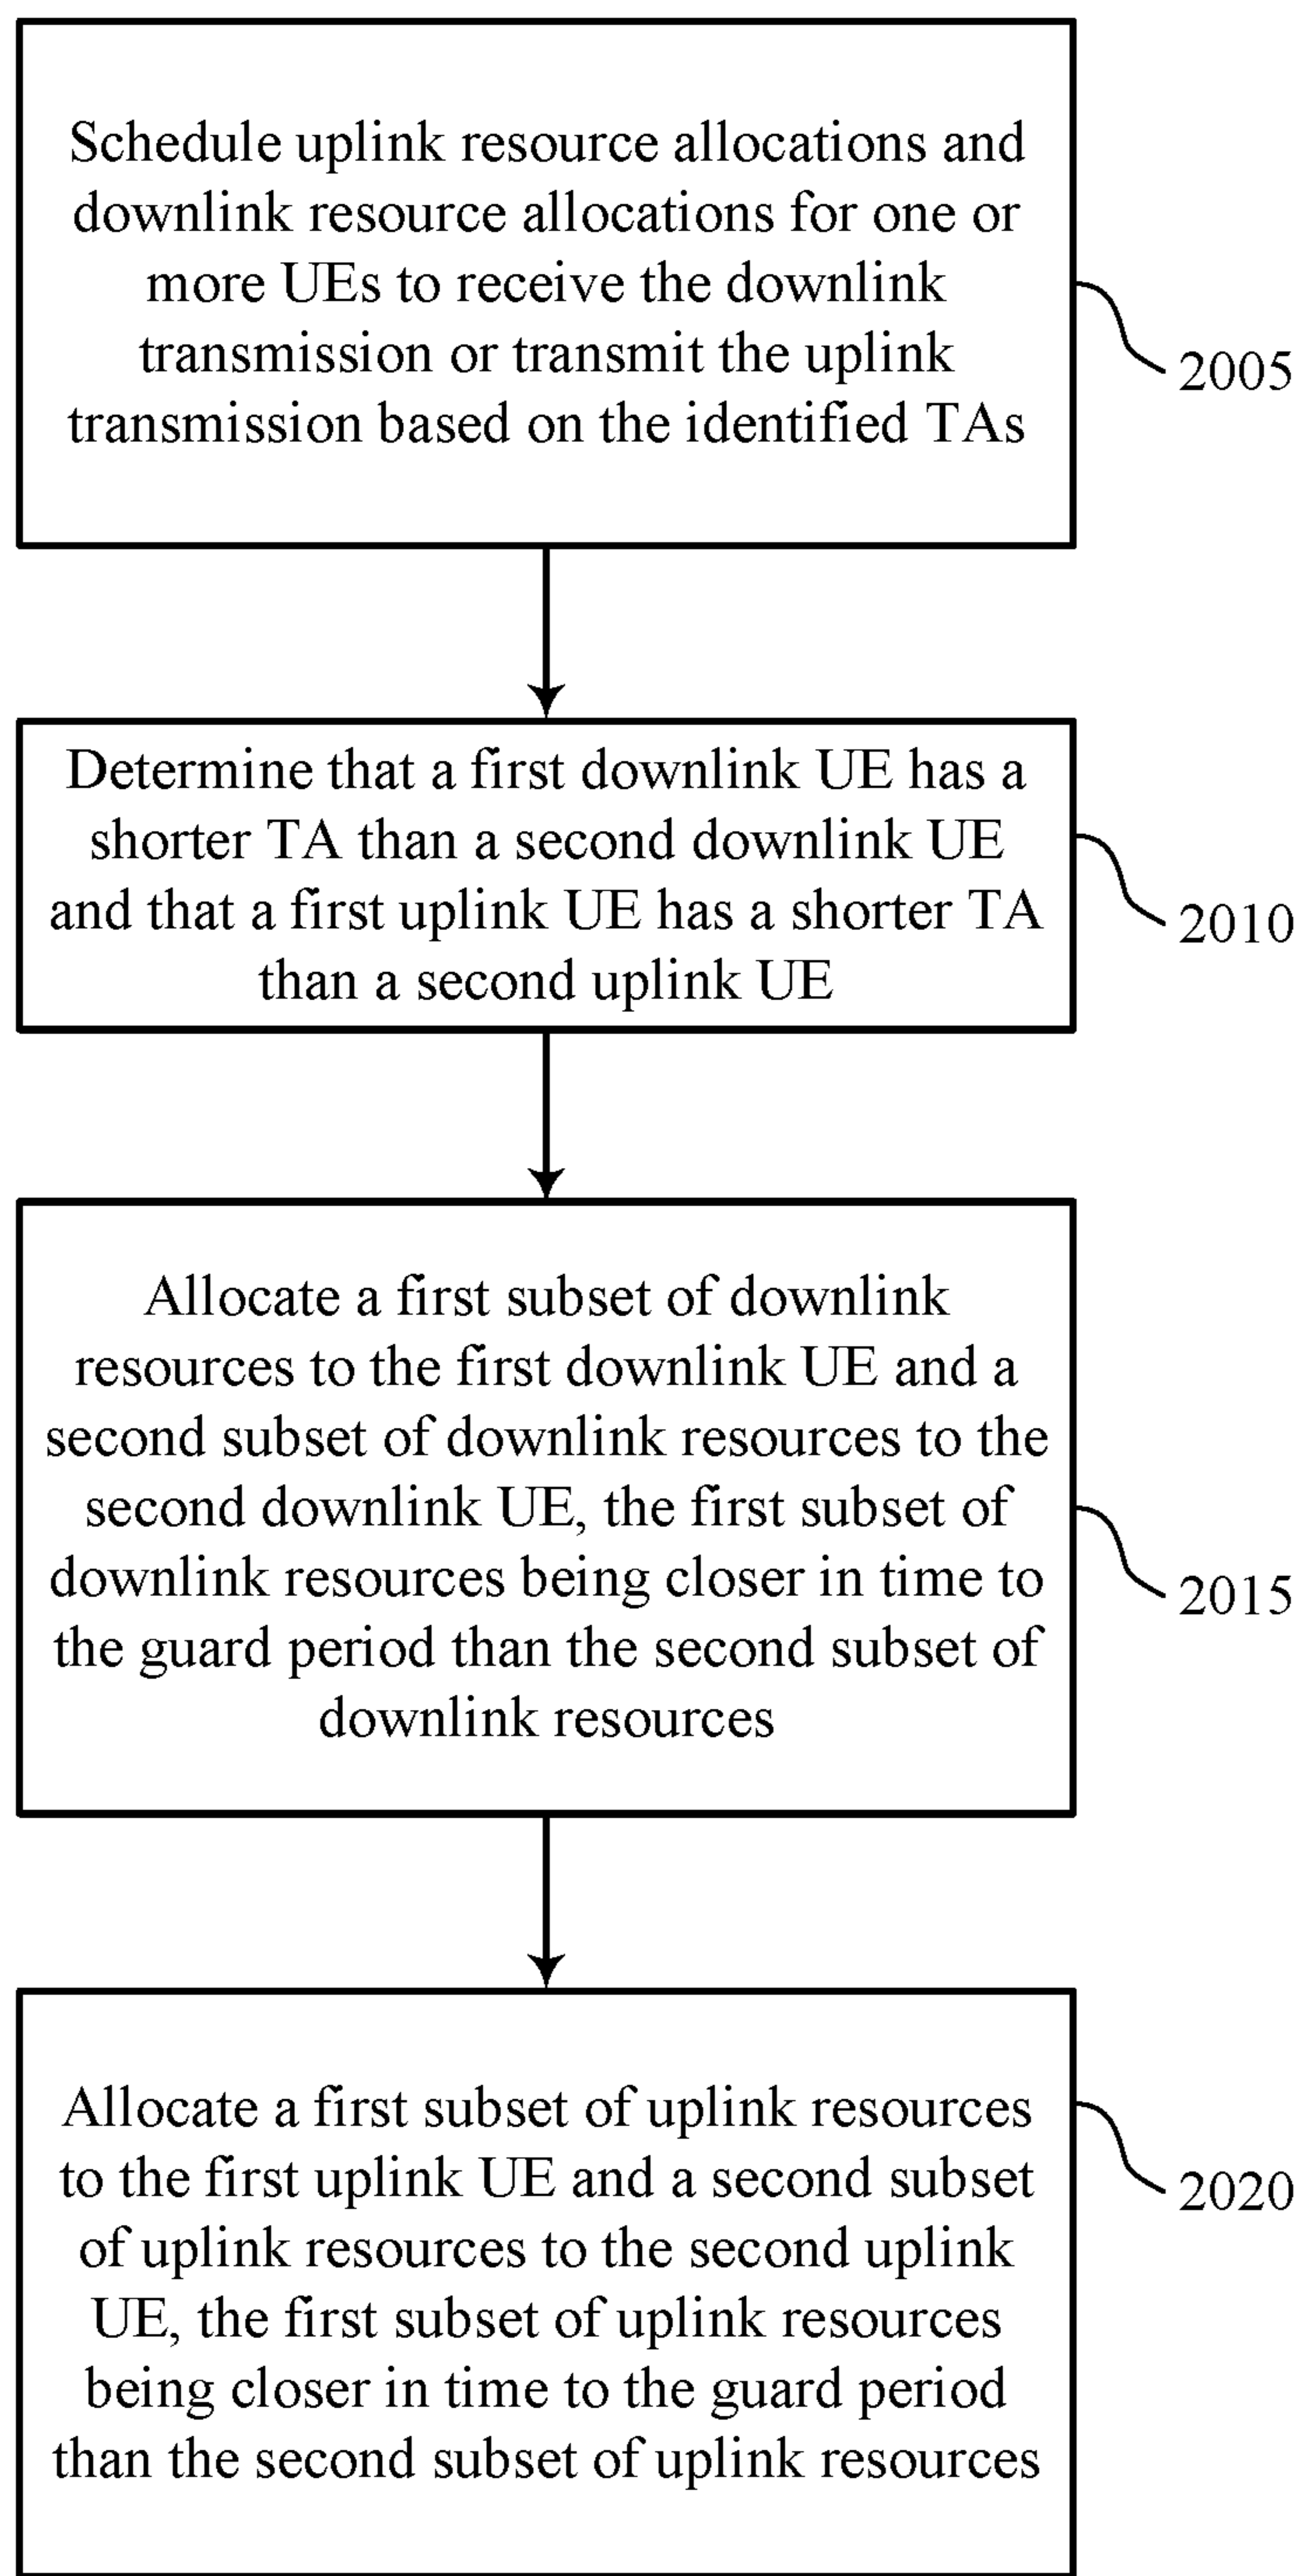 Schedule uplink resource allocations and
downlink resource allocations for one or
more UEs to receive the downlink
transmission or transmit the uplink
transmission based on the identified TAs
2005
Determine that a first downlink UE has a
shorter TA than a second downlink UE
and that a first uplink UE has a shorter TA
than a second uplink UE
2010
Allocate a first subset of downlink
resources to the first downlink UE and a
second subset of downlink resources to the
second downlink UE, the first subset of
downlink resources being closer in time to
the guard period than the second subset of
downlink resources
2015
Allocate a first subset of uplink resources
to the first uplink UE and a second subset
of uplink resources to the second uplink
UE, the first subset of uplink resources
being closer in time to the guard period
than the second subset of uplink resources
2020